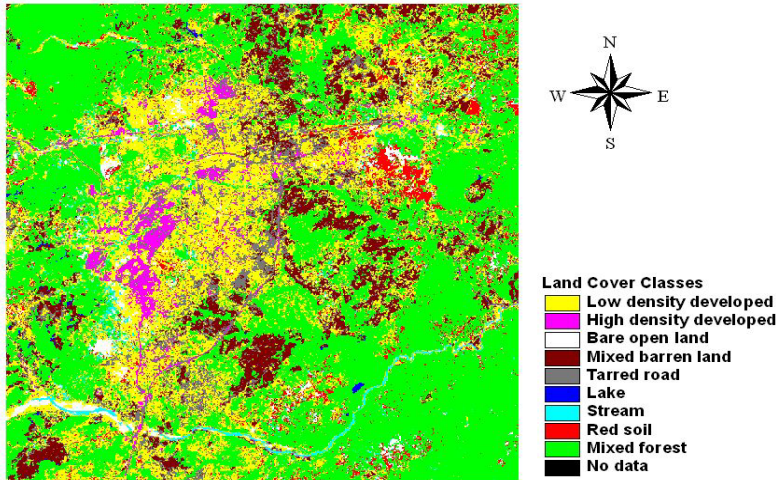 N
W E
S
Land Cover Classes
Low density developed
High density developed
Bare open land
Mixed barren land
Tarred road
Lake
Stream
Red soil
Mixed forest
No data